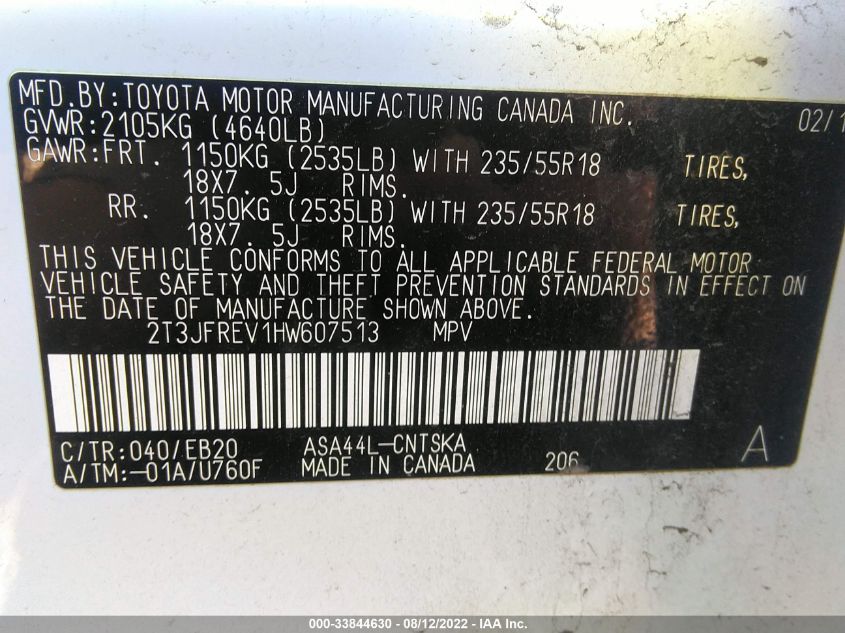 MFD.BY:TOYOTA MOTOR MANUFACTURING CANADA INC. 02/1
GVWR:2105KG (4640LB)
GAWR:FRT. 1150KG (2535LB) WITH 235/55R18 TIRES,
18X7.5J RIMS.
RR. 1150KG (2535LB) WITH 235/55R18 TIRES,
18X7.5J RIMS.
THIS VEHICLE CONFORMS TO ALL APPLICABLE FEDERAL MOTOR
VEHICLE SAFETY AND THEFT PREVENTION STANDARDS IN EFFECT ON
THE DATE OF MANUFACTURE SHOWN ABOVE.
2T3JFREV1HW607513 MPV
C/TR:040/EB20 ASA44L-CNTSKA A
A/TM:-01A/U760F MADE IN CANADA 206
000-33844630 - 08/12/2022 - IAA Inc.